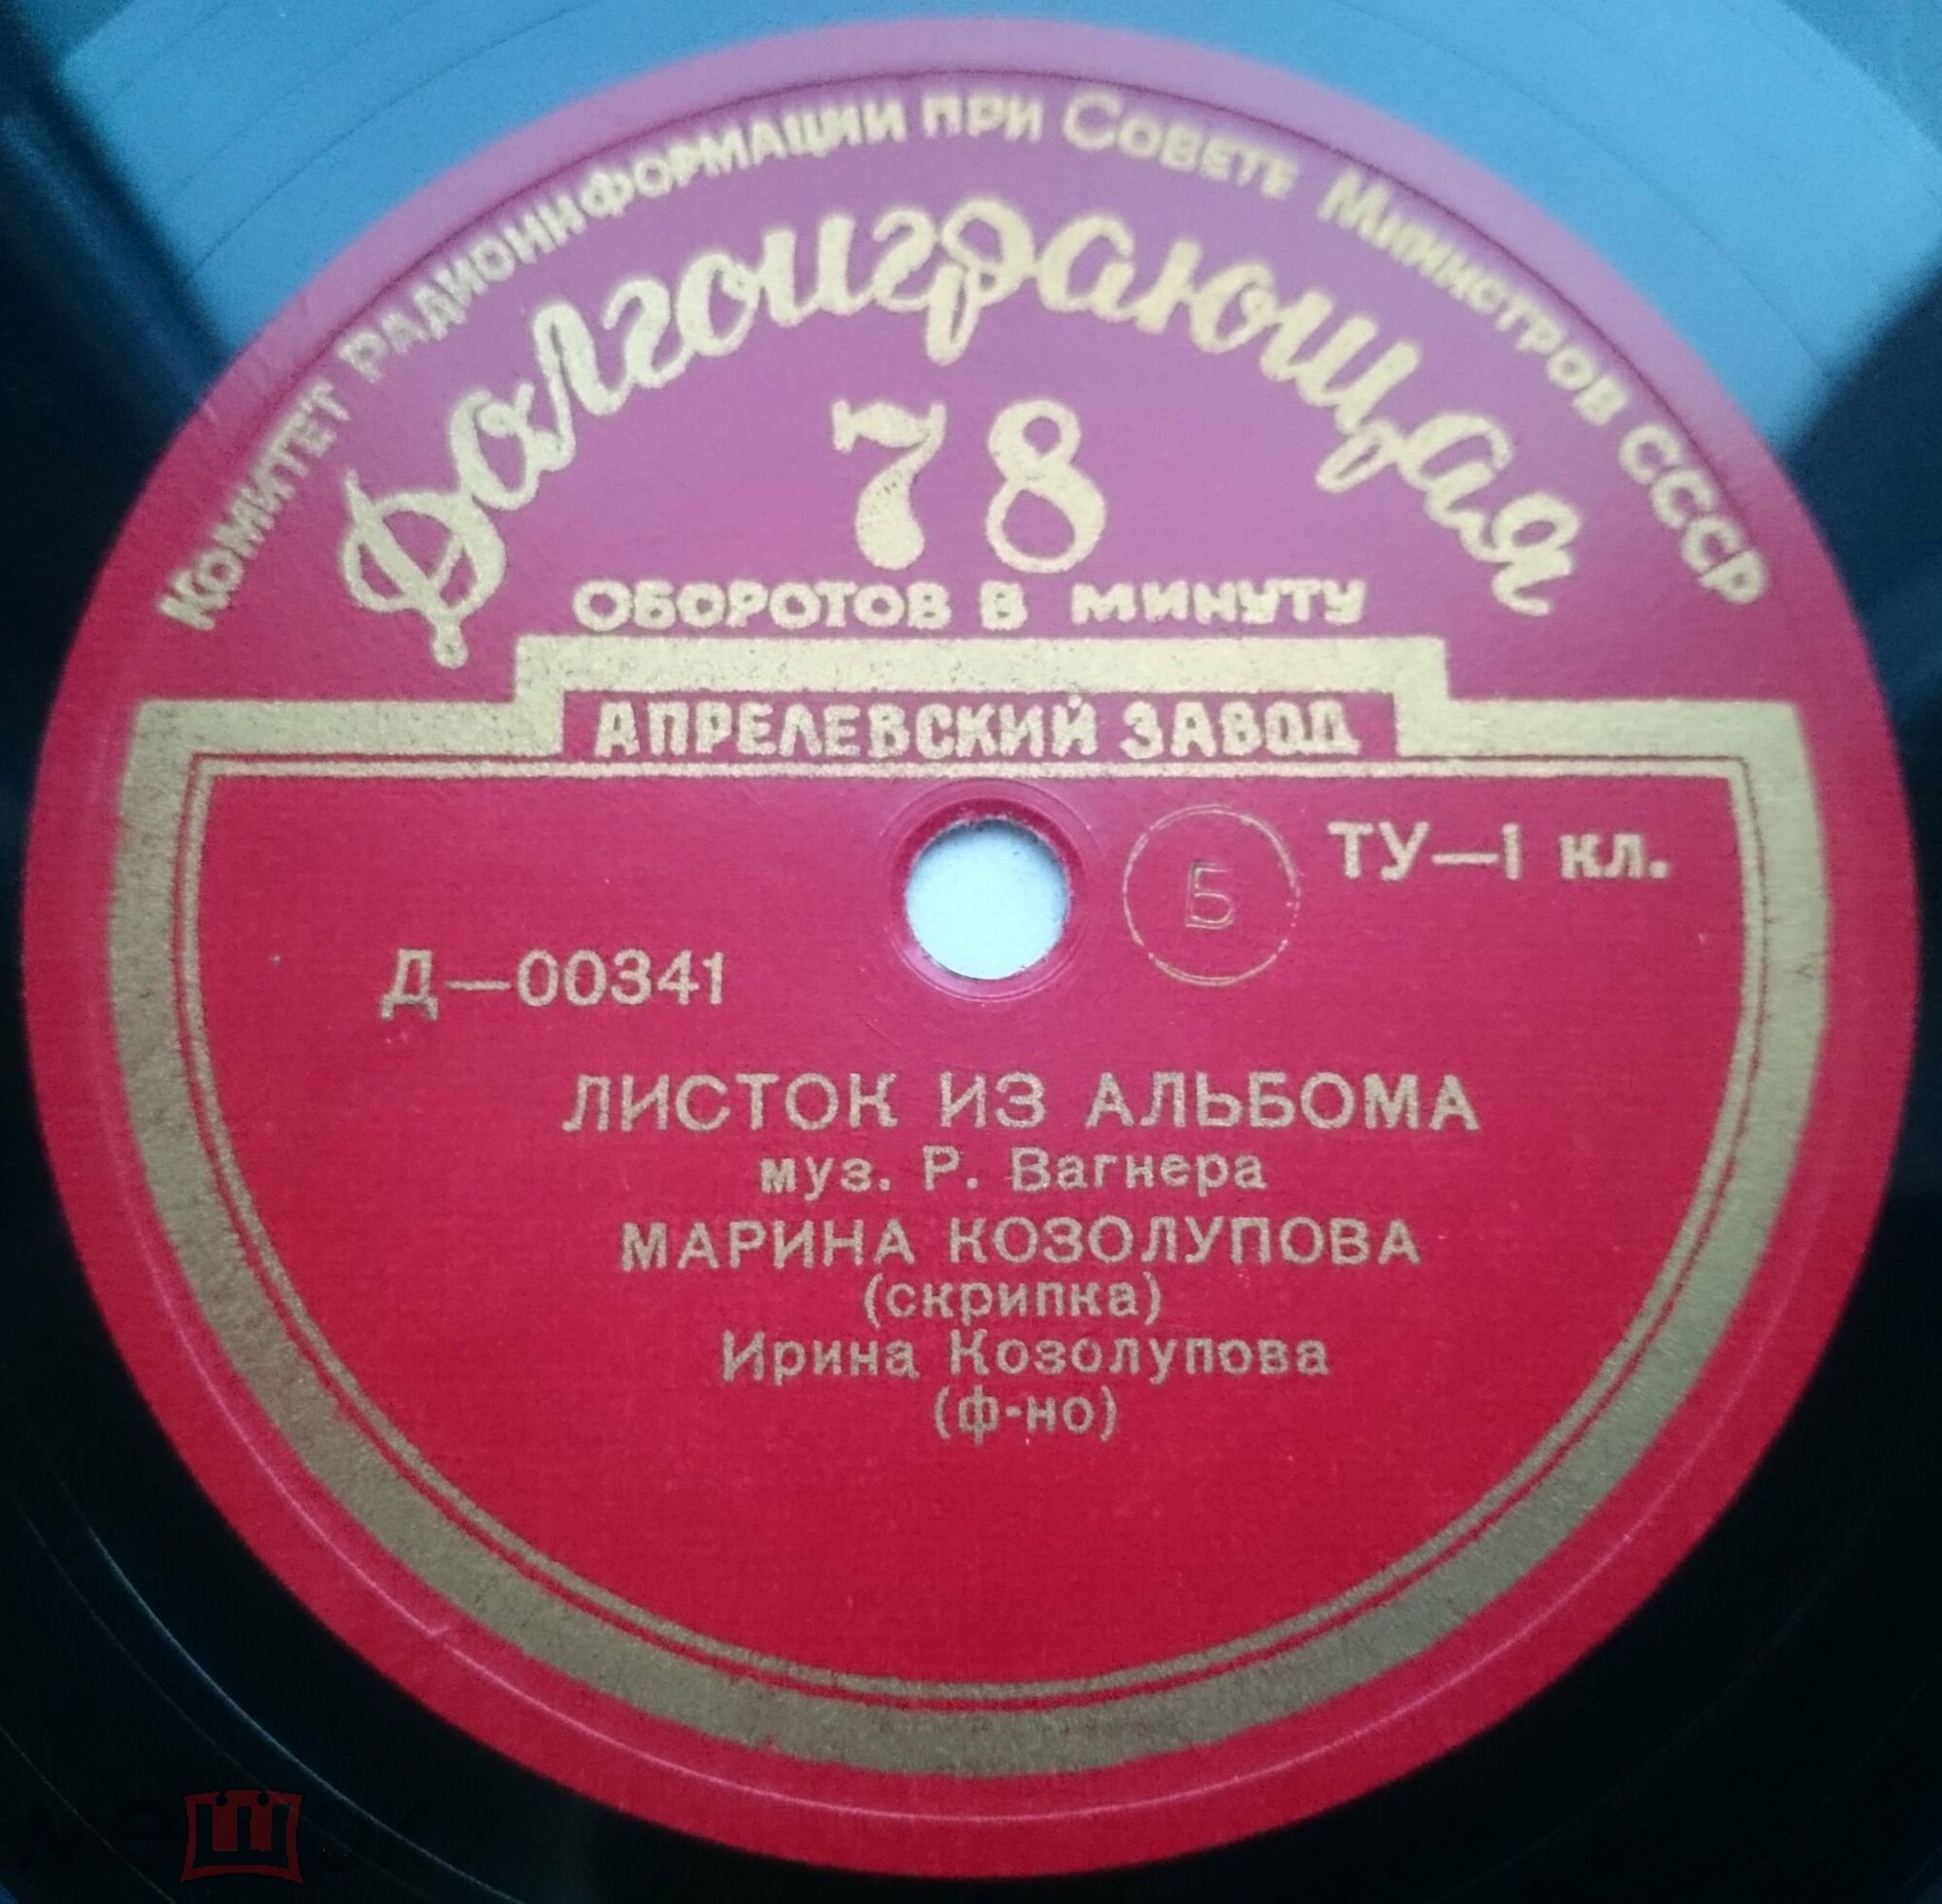 Комитет Радиоинформации при Совете Министров СССР
Долгоиграющая
78
ОБОРОТОВ В МИНУТУ
АПРЕЛЕВСКИЙ ЗАВОД
ТУ—I кл.
Б
Д—00341
ЛИСТОК ИЗ АЛЬБОМА
муз. Р. Вагнера
МАРИНА КОЗОЛУПОВА
(скрипка)
Ирина Козолупова
(ф-но)